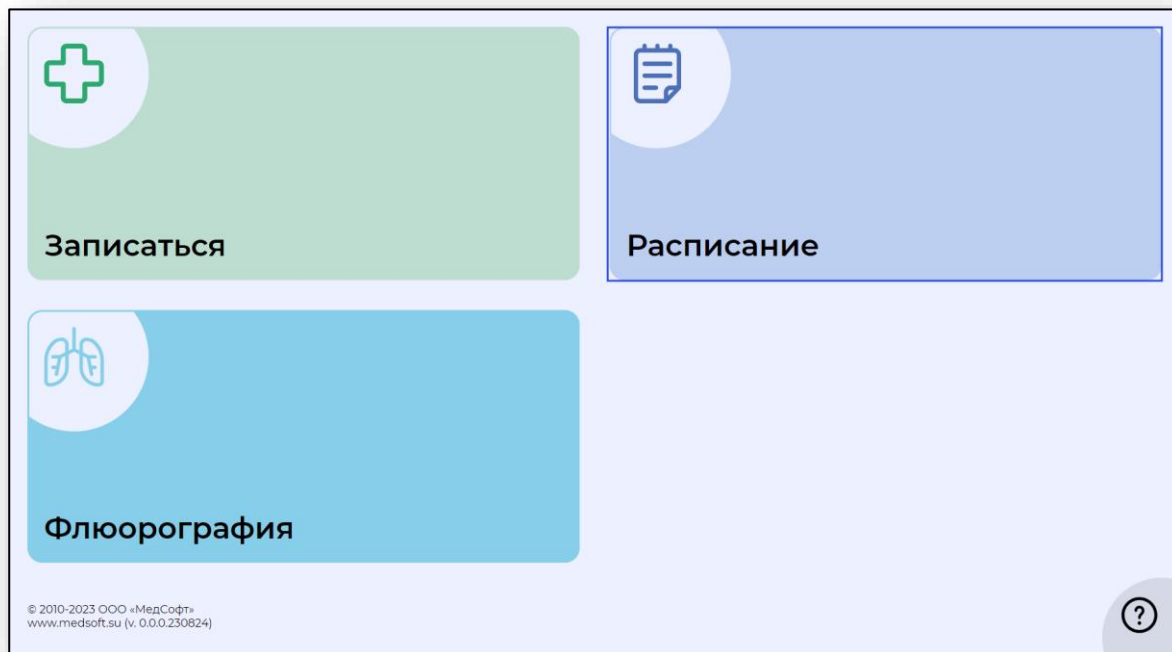 Записаться
Расписание
Флюорография
© 2010-2023 ООО «МедСофт»
www.medsoft.su (v. 0.0.0.230824)
?